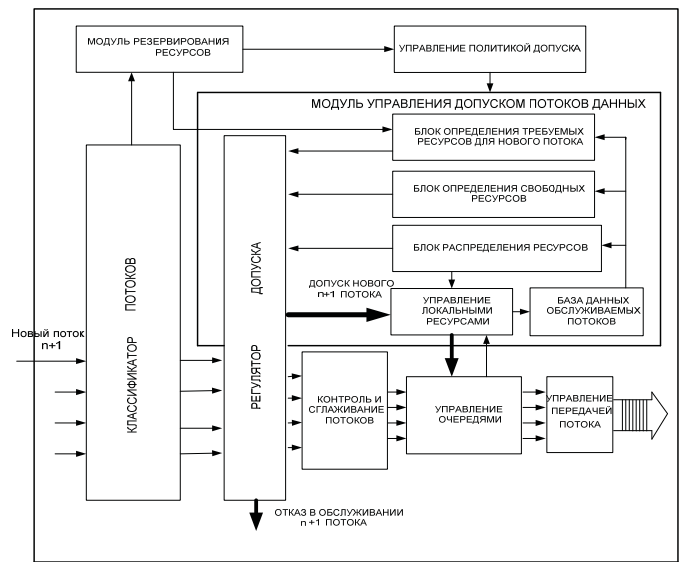 МОДУЛЬ РЕЗЕРВИРОВАНИЯ
РЕСУРСОВ
УПРАВЛЕНИЕ ПОЛИТИКОЙ ДОПУСКА
МОДУЛЬ УПРАВЛЕНИЯ ДОПУСКОМ ПОТОКОВ ДАННЫХ
БЛОК ОПРЕДЕЛЕНИЯ ТРЕБУЕМЫХ
РЕСУРСОВ ДЛЯ НОВОГО ПОТОКА
БЛОК ОПРЕДЕЛЕНИЯ СВОБОДНЫХ
РЕСУРСОВ
БЛОК РАСПРЕДЕЛЕНИЯ РЕСУРСОВ
ДОПУСК НОВОГО
n+1 ПОТОКА
УПРАВЛЕНИЕ
ЛОКАЛЬНЫМИ
РЕСУРСАМИ
БАЗА ДАННЫХ
ОБСЛУЖИВАЕМЫХ
ПОТОКОВ
Новый поток
n+1
КЛАССИФИКАТОР ПОТОКОВ
РЕГУЛЯТОР ДОПУСКА
КОНТРОЛЬ И
СГЛАЖИВАНИЕ
ПОТОКОВ
УПРАВЛЕНИЕ
ОЧЕРЕДЯМИ
УПРАВЛЕНИЕ
ПЕРЕДАЧЕЙ
ПОТОКА
ОТКАЗ В ОБСЛУЖИВАНИИ
n +1 ПОТОКА